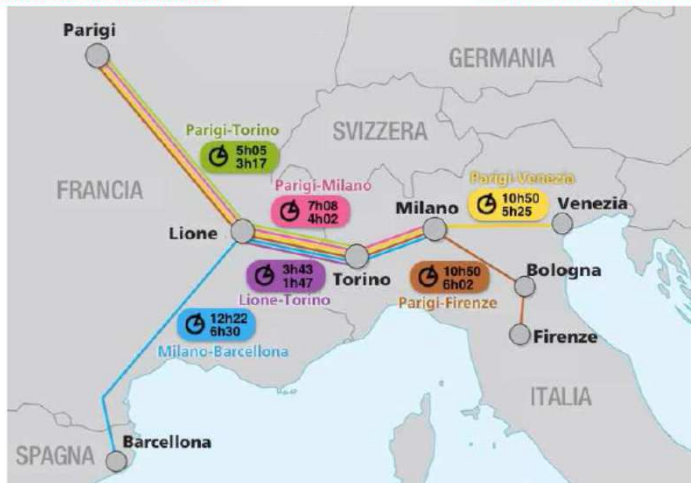 Parigi
GERMANIA
SVIZZERA
Parigi-Torino
5h05
3h17
FRANCIA
Parigi-Milano
7h08
4h02
Parigi-Venezia
10h50
5h25
Lione
Milano
Venezia
3h43
1h47
Torino
Lione-Torino
10h50
6h02
Parigi-Firenze
Bologna
12h22
6h30
Milano-Barcellona
Firenze
ITALIA
Barcellona
SPAGNA